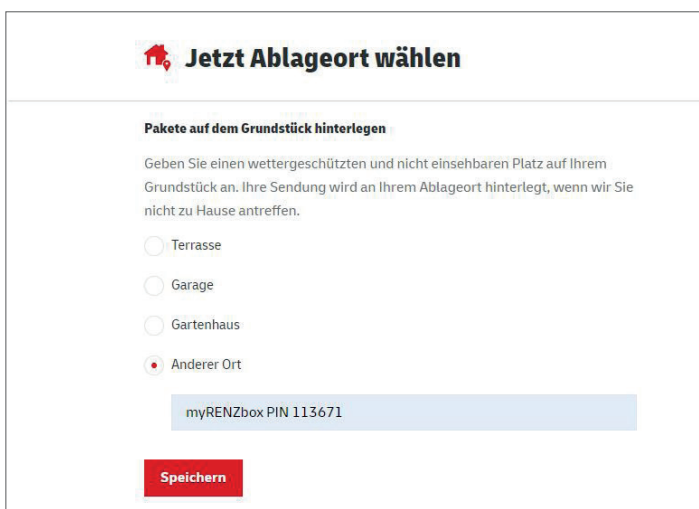 Jetzt Ablageort wählen
Pakete auf dem Grundstück hinterlegen
Geben Sie einen wettergeschützten und nicht einsehbaren Platz auf Ihrem
Grundstück an. Ihre Sendung wird an Ihrem Ablageort hinterlegt, wenn wir Sie
nicht zu Hause antreffen.
Terrasse
Garage
Gartenhaus
Anderer Ort
myRENZbox PIN 113671
Speichern